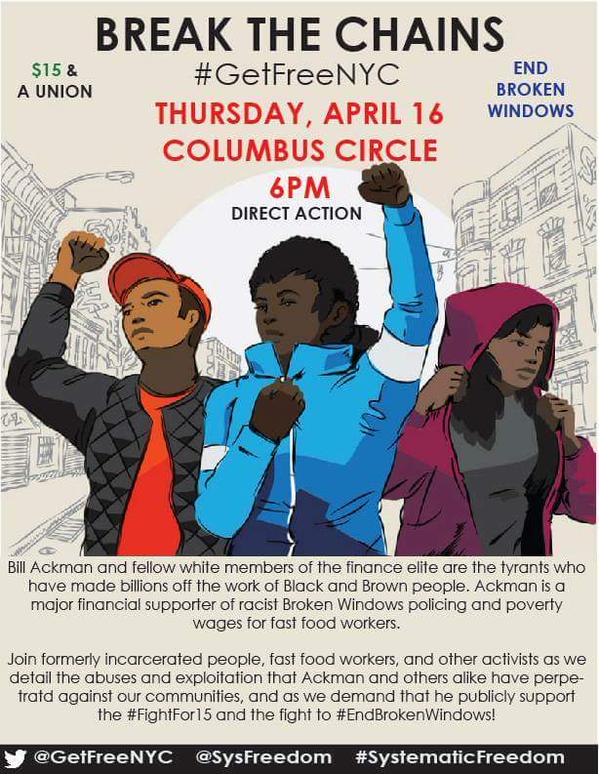 BREAK THE CHAINS
#GetFreeNYC
$15 &
A UNION
END
BROKEN
WINDOWS
THURSDAY, APRIL 16
COLUMBUS CIRCLE
6PM
DIRECT ACTION
Bill Ackman and fellow white members of the finance elite are the tyrants who
have made billions off the work of Black and Brown people. Ackman is a
major financial supporter of racist Broken Windows policing and poverty
wages for fast food workers.
Join formerly incarcerated people, fast food workers, and other activists as we
detail the abuses and exploitation that Ackman and others alike have perpe-
tratd against our communities, and as we demand that he publicly support
the #FightFor15 and the fight to #EndBrokenWindows!
@GetFreeNYC @SysFreedom #SystematicFreedom